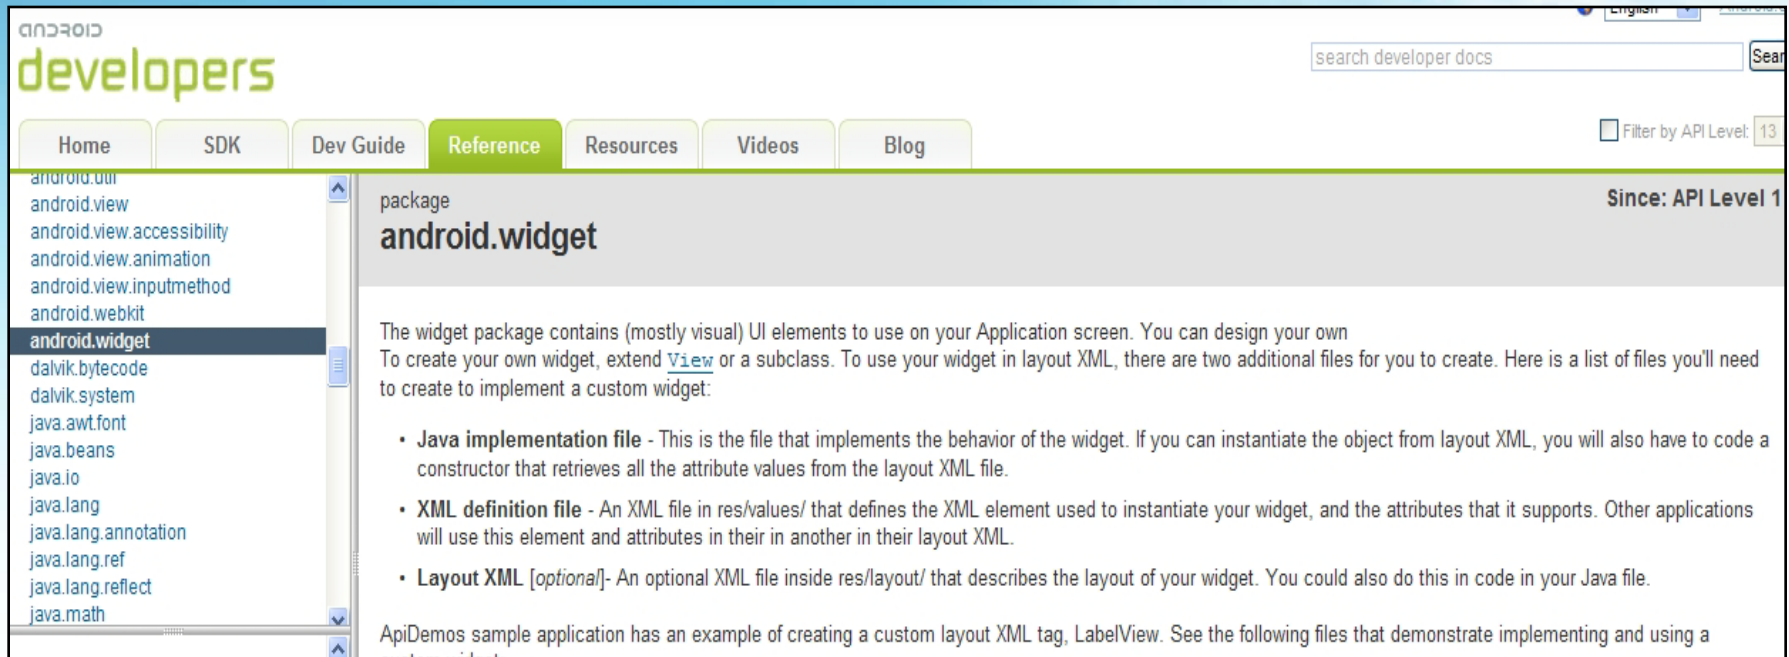 English
android
developers
search developer docs
Home SDK Dev Guide Reference Resources Videos Blog
Filter by API Level: 13
android.util
android.view
android.view.accessibility
android.view.animation
android.view.inputmethod
android.webkit
android.widget
dalvik.bytecode
dalvik.system
java.awt.font
java.beans
java.io
java.lang
java.lang.annotation
java.lang.ref
java.lang.reflect
java.math
package
Since: API Level 1
android.widget
The widget package contains (mostly visual) UI elements to use on your Application screen. You can design your own
To create your own widget, extend View or a subclass. To use your widget in layout XML, there are two additional files for you to create. Here is a list of files you'll need
to create to implement a custom widget:
• Java implementation file - This is the file that implements the behavior of the widget. If you can instantiate the object from layout XML, you will also have to code a
constructor that retrieves all the attribute values from the layout XML file.
• XML definition file - An XML file in res/values/ that defines the XML element used to instantiate your widget, and the attributes that it supports. Other applications
will use this element and attributes in their in another in their layout XML.
• Layout XML [optional]- An optional XML file inside res/layout/ that describes the layout of your widget. You could also do this in code in your Java file.
ApiDemos sample application has an example of creating a custom layout XML tag, LabelView. See the following files that demonstrate implementing and using a